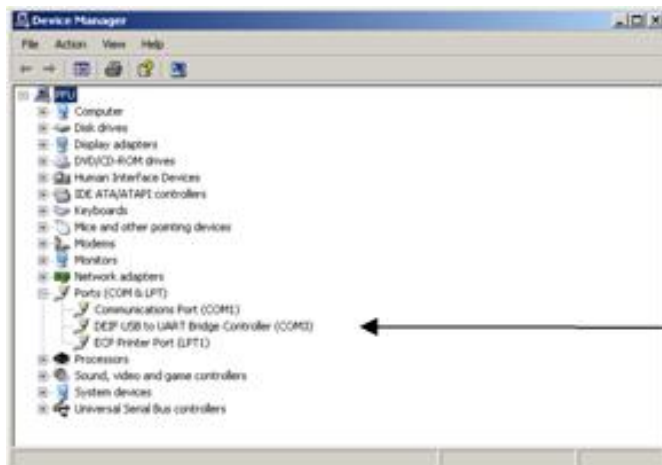 Device Manager
File Action View Help
PFU
Computer
Disk drives
Display adapters
DVD/CD-ROM drives
Human Interface Devices
IDE ATA/ATAPI controllers
Keyboards
Mice and other pointing devices
Modems
Monitors
Network adapters
Ports (COM & LPT)
Communications Port (COM1)
DEIF USB to UART Bridge Controller (COM3)
ECP Printer Port (LPT1)
Processors
Sound, video and game controllers
System devices
Universal Serial Bus controllers